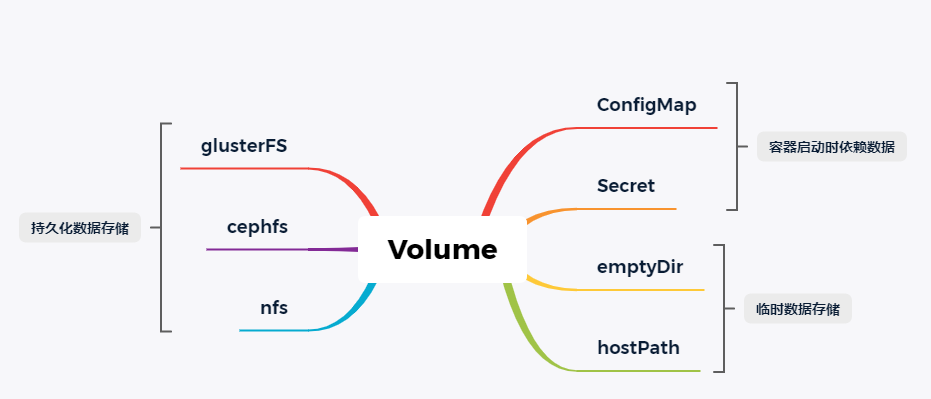 ConfigMap
glusterFS
容器启动时依赖数据
Secret
cephfs
持久化数据存储
Volume
emptyDir
nfs
临时数据存储
hostPath